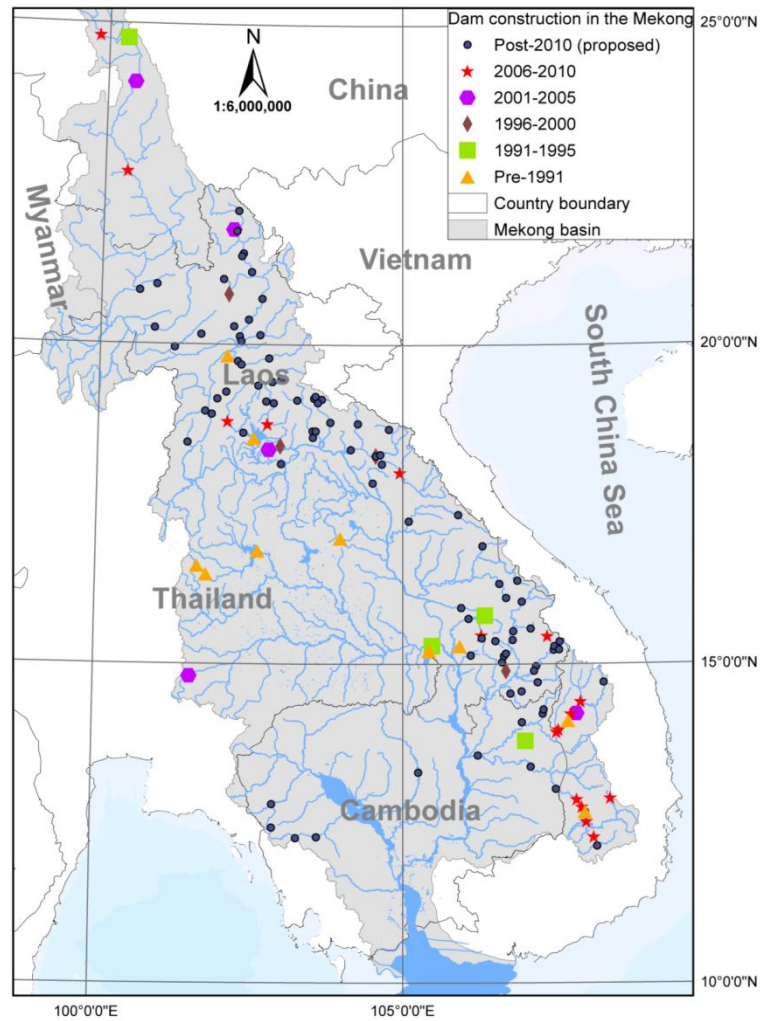 Dam construction in the Mekong
Post-2010 (proposed)
2006-2010
2001-2005
1996-2000
1991-1995
Pre-1991
Country boundary
Mekong basin
N
1:6,000,000
China
Myanmar
Vietnam
Laos
South China Sea
Thailand
Cambodia
25°0'0"N
20°0'0"N
15°0'0"N
10°0'0"N
100°0'0"E
105°0'0"E